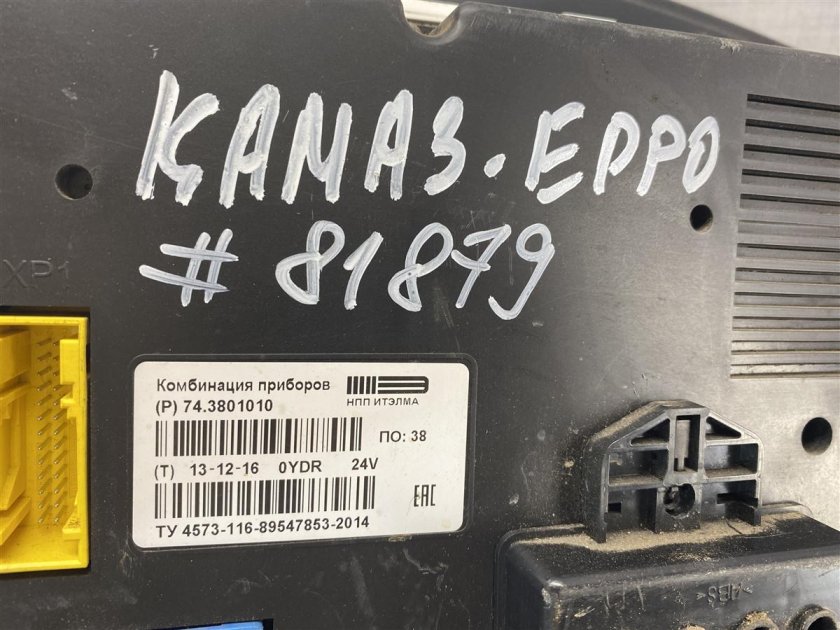 КАМАЗ-ЕВРО
# 81879
XP1
Комбинация приборов
НПП ИТЭЛМА
(P) 74.3801010
ПО: 38
(T) 13-12-16 0YDR 24V
EAC
ТУ 4573-116-89547853-2014